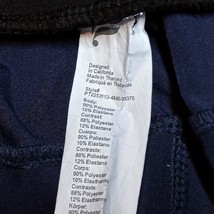 Designed
in California
Made in Thailand
Fabriqué en Thaïlande
Style#
Body:
90% Polyester
10% Elastane
Contrast:
88% Polyester
12% Elastane
Cuerpo:
90% Poliéster
10% Elastano
Contraste:
88% Poliéster
12% Elastano
Corps:
90% Polyester
10% Elasthanne
Contraste:
88% Polyester
12% Elasthanne